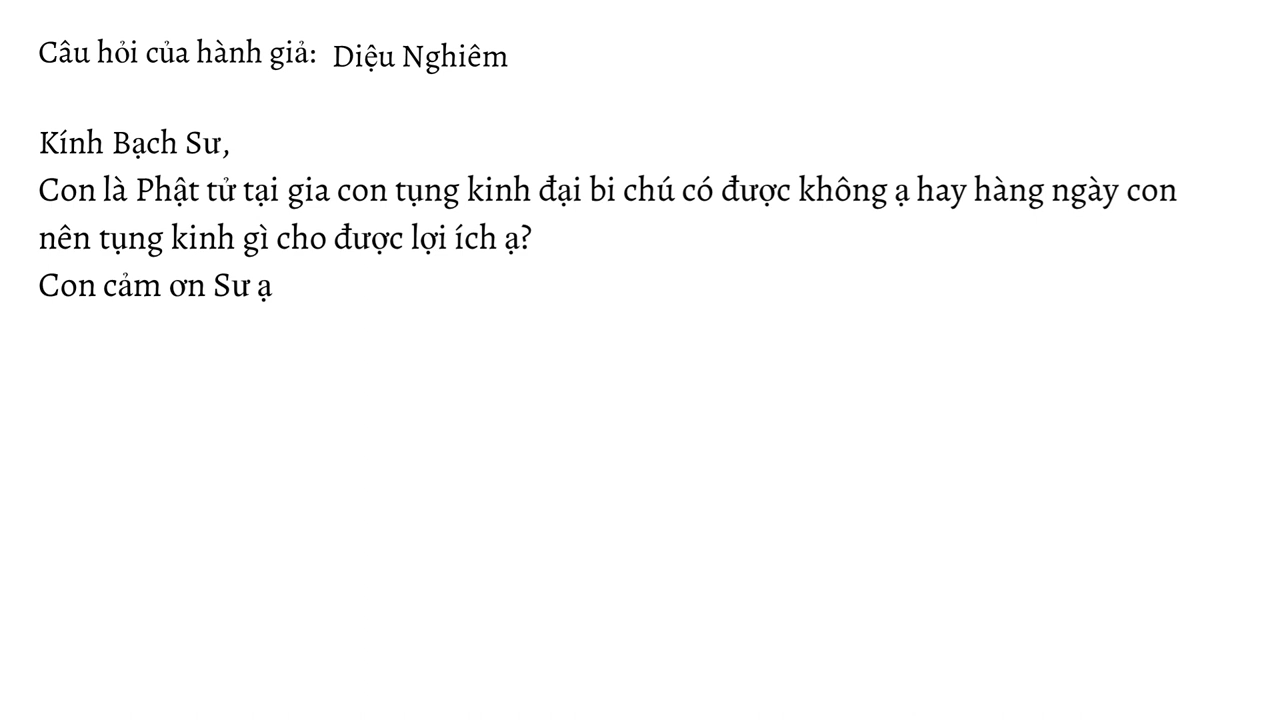 Câu hỏi của hành giả: Diệu Nghiêm
Kính Bạch Sư,
Con là Phật tử tại gia con tụng kinh đại bi chú có được không ạ hay hàng ngày con
nên tụng kinh gì cho được lợi ích ạ?
Con cảm ơn Sư ạ